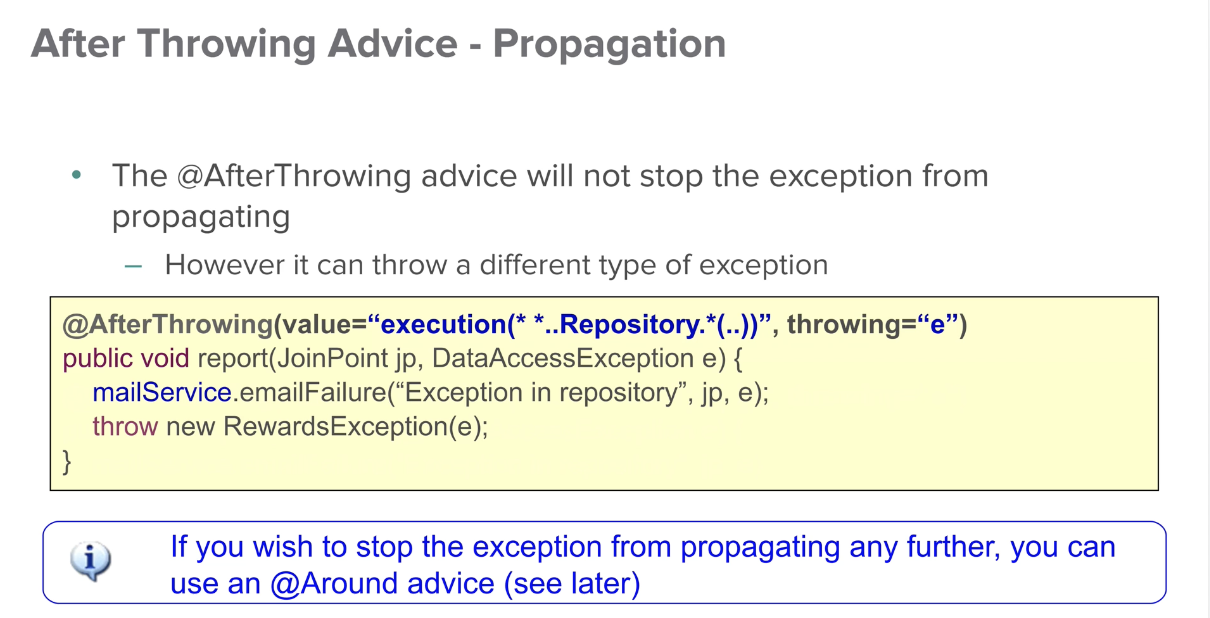 After Throwing Advice - Propagation
• The @AfterThrowing advice will not stop the exception from
propagating
– However it can throw a different type of exception
@AfterThrowing(value=“execution(* *..Repository.*(..))”, throwing=“e”)
public void report(JoinPoint jp, DataAccessException e) {
mailService.emailFailure(“Exception in repository”, jp, e);
throw new RewardsException(e);
}
If you wish to stop the exception from propagating any further, you can
use an @Around advice (see later)